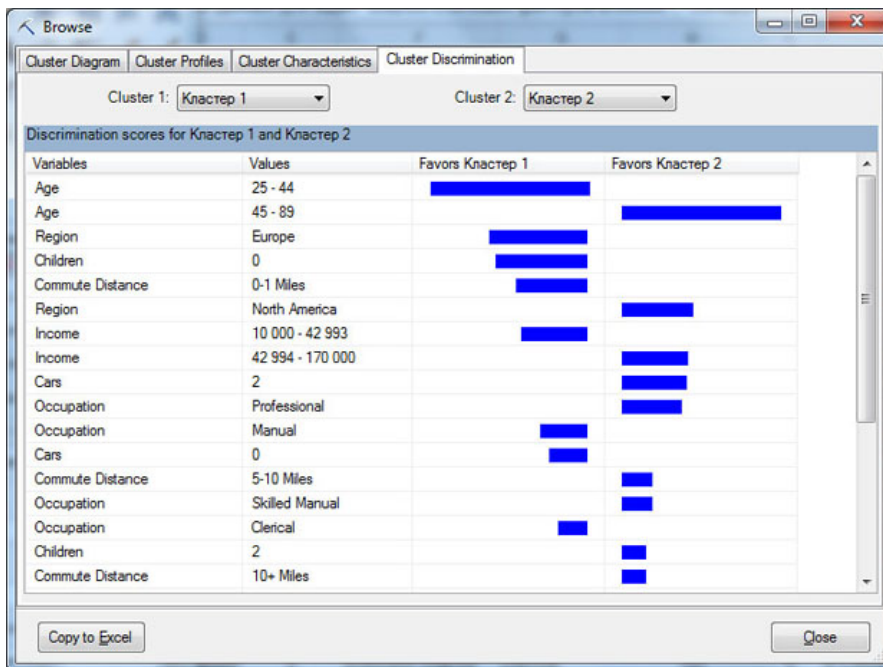 Browse
Cluster Diagram Cluster Profiles Cluster Characteristics Cluster Discrimination
Cluster 1: Кластер 1 Cluster 2: Кластер 2
Discrimination scores for Кластер 1 and Кластер 2
Variables Values Favors Кластер 1 Favors Кластер 2
Age 25 - 44
Age 45 - 89
Region Europe
Children 0
Commute Distance 0-1 Miles
Region North America
Income 10 000 - 42 993
Income 42 994 - 170 000
Cars 2
Occupation Professional
Occupation Manual
Cars 0
Commute Distance 5-10 Miles
Occupation Skilled Manual
Occupation Clerical
Children 2
Commute Distance 10+ Miles
Copy to Excel Close